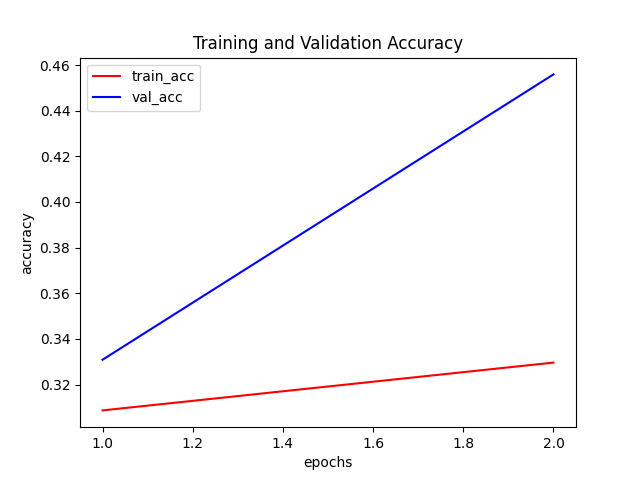 Training and Validation Accuracy
train_acc
val_acc
accuracy
0.46
0.44
0.42
0.40
0.38
0.36
0.34
0.32
1.0 1.2 1.4 1.6 1.8 2.0
epochs